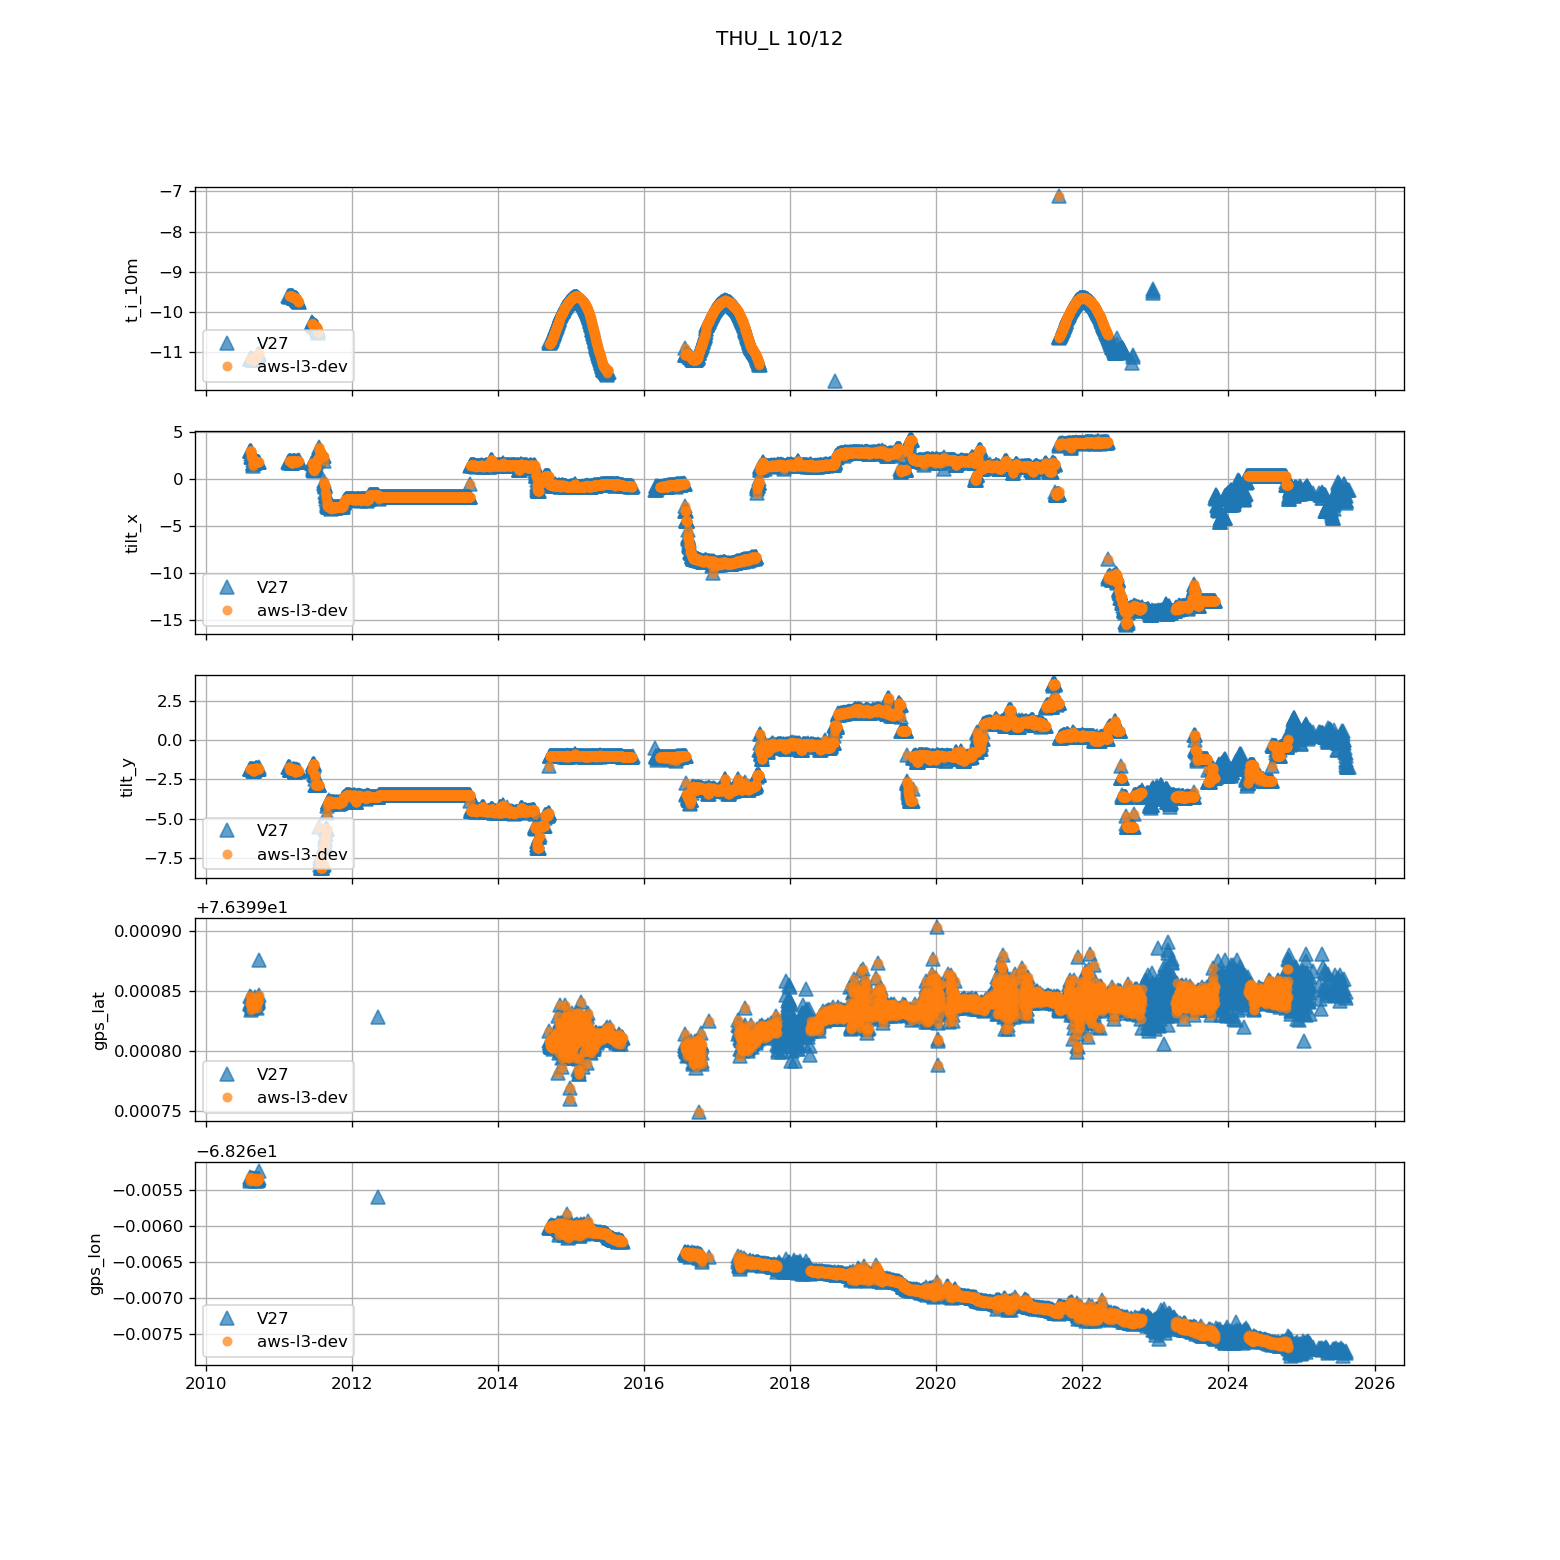 THU_L 10/12
−7
−8
−9
−10
−11
t_i_10m
V27
aws-l3-dev
5
0
−5
−10
−15
tilt_x
V27
aws-l3-dev
2.5
0.0
−2.5
−5.0
−7.5
tilt_y
V27
aws-l3-dev
+7.6399e1
0.00090
0.00085
0.00080
0.00075
gps_lat
V27
aws-l3-dev
−6.826e1
−0.0055
−0.0060
−0.0065
−0.0070
−0.0075
gps_lon
V27
aws-l3-dev
2010 2012 2014 2016 2018 2020 2022 2024 2026